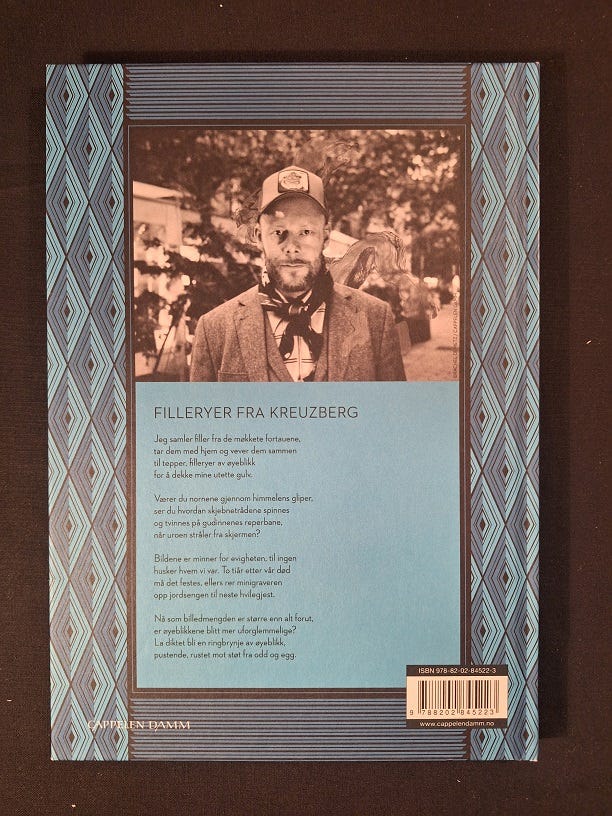 FILLERYER FRA KREUZBERG
Jeg samler filler fra de møkkete fortauene,
tar dem med hjem og vever dem sammen
til tepper, filleryer av øyeblikk
for å dekke mine utette gulv.
Værer du nornene gjennom himmelens gliper,
ser du hvordan skjebnetrådene spinnes
og tvinnes på gudinnenes reperbane,
når uroen stråler fra skjermen?
Bildene er minner for evigheten, til ingen
husker hvem vi var. To tiår etter vår død
må det festes, ellers rer minigraveren
opp jordsengen til neste hvilegjest.
Nå som billedmengden er større enn alt forut,
er øyeblikkene blitt mer uforglemmelige?
La diktet bli en ringbrynje av øyeblikk,
pustende, rustet mot støt fra odd og egg.
ISBN 978-82-02-84522-3
9 788202 845223
www.cappelendamm.no
CAPPELEN DAMM